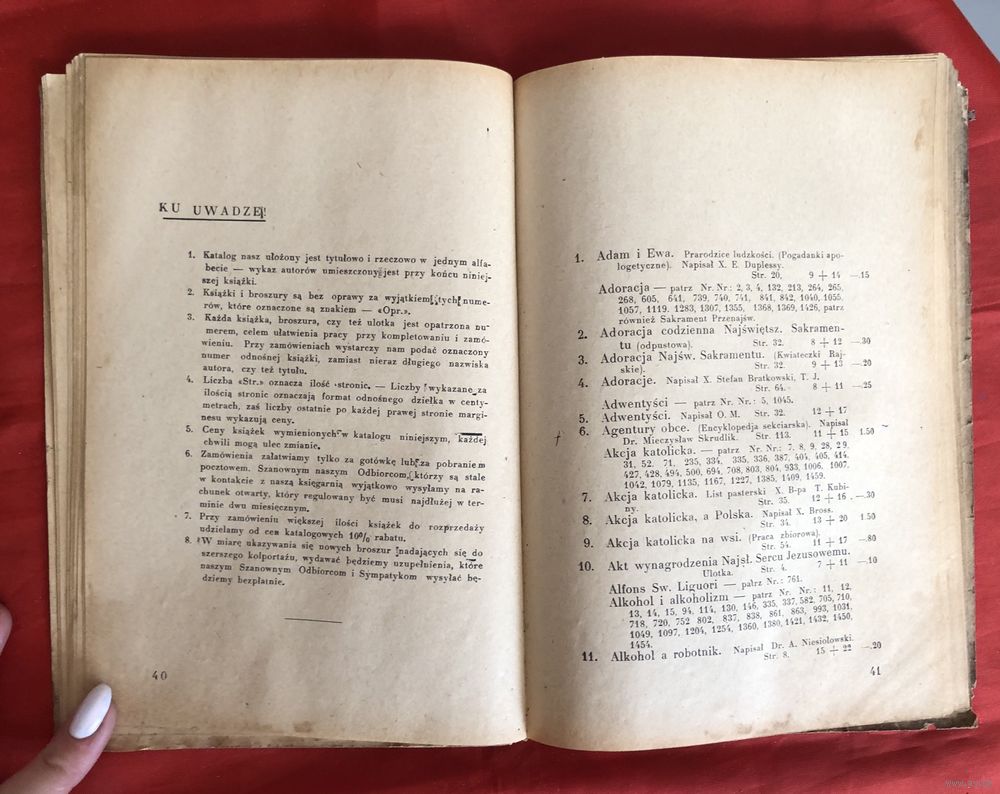 KU UWADZE!
1. Katalog nasz ułożony jest tytułowo i rzeczowo w jednym alfa-
becie — wykaz autorów umieszczony jest przy końcu niniej-
szej książki.
2. Książki i broszury są bez oprawy za wyjątkiem tych nume-
rów, które oznaczone są znakiem — «Opr.».
3. Każda książka, broszura, czy też ulotka jest opatrzona nu-
merem, celem ułatwienia pracy przy kompletowaniu i zamó-
wieniu. Przy zamówieniach wystarczy nam podać oznaczony
numer odnośnej książki, zamiast nieraz długiego nazwiska
autora, czy też tytułu.
4. Liczba «Str.» oznacza ilość stronic. — Liczby wykazane za
ilością stronic oznaczają format odnośnego dziełka w centy-
metrach, zaś liczby ostatnie po każdej prawej stronie margi-
nesu wykazują ceny.
5. Ceny książek wymienionych w katalogu niniejszym, każdej
chwili mogą ulec zmianie.
6. Zamówienia załatwiamy tylko za gotówkę lub za pobraniem
pocztowem. Szanownym naszym Odbiorcom, którzy są stale
w kontakcie z naszą księgarnią wyjątkowo wysyłamy na ra-
chunek otwarty, który regulowany być musi najdłużej w ter-
minie dwu miesięcznym.
7. Przy zamówieniu większej ilości książek do rozprzedaży
udzielamy od cen katalogowych 10% rabatu.
8. W miarę ukazywania się nowych broszur nadających się do
szerszego kolportażu, wydawać będziemy uzupełnienia, które
naszym Szanownym Odbiorcom i Sympatykom wysyłać bę-
dziemy bezpłatnie.
40
1. Adam i Ewa. Prarodzice ludzkości. (Pogadanki apo-
logetyczne). Napisał X. E. Duplessy.
Str. 20. 9 + 14 —.15
Adoracja — patrz Nr. Nr.: 2, 3, 4, 132, 213, 264, 265,
268, 605, 641, 739, 740, 741, 841, 842, 1040, 1055,
1057, 1119. 1283, 1307, 1355, 1368, 1369, 1426, patrz
również Sakrament Przenajśw.
2. Adoracja codzienna Najświętsz. Sakramen-
tu (odpustowa). Str. 32. 8 + 12 —.30
3. Adoracja Najśw. Sakramentu. (Kwiateczki Raj-
skie). Str. 32. 9 + 13 —.20
4. Adoracje. Napisał X. Stefan Bratkowski, T. J.
Str. 64. 8 + 11 —.25
Adwentyści — patrz Nr. Nr.: 5, 1045.
5. Adwentyści. Napisał O. M. Str. 32. 12 + 17
6. Agentury obce. (Encyklopedja sekciarska). Napisał
Dr. Mieczysław Skrudlik. Str. 113. 11 + 15 1.50
Akcja katolicka. — patrz Nr. Nr.: 7, 8, 9, 28, 29,
31, 52, 71, 235, 334, 335, 336, 387, 404, 405, 414,
427, 428, 494, 500, 694, 708, 803, 804, 933, 1006, 1007,
1042, 1079, 1135, 1167, 1227, 1385, 1409, 1459.
7. Akcja katolicka. List pasterski X. B-pa T. Kubi-
ny. Str. 35. 12 + 16 —.30
8. Akcja katolicka, a Polska. Napisał X. Bross.
Str. 34. 13 + 20 1.50
9. Akcja katolicka na wsi. (Praca zbiorowa).
Str. 54. 11 + 17 —.80
10. Akt wynagrodzenia Najsł. Sercu Jezusowemu.
Ulotka. Str. 4. 7 + 11 —.10
Alfons Sw. Liguori — patrz Nr.: 761.
Alkohol i alkoholizm — patrz Nr. Nr.: 11, 12,
13, 14, 15, 94, 114, 130, 146, 335, 337, 582, 705, 710,
718, 720, 752 802, 837, 838, 861, 863, 993, 1031,
1049, 1097, 1204, 1254, 1360, 1380, 1421, 1432, 1450,
1454.
11. Alkohol a robotnik. Napisał Dr. A. Niesiołowski.
Str. 8. 15 + 22 —.20
41